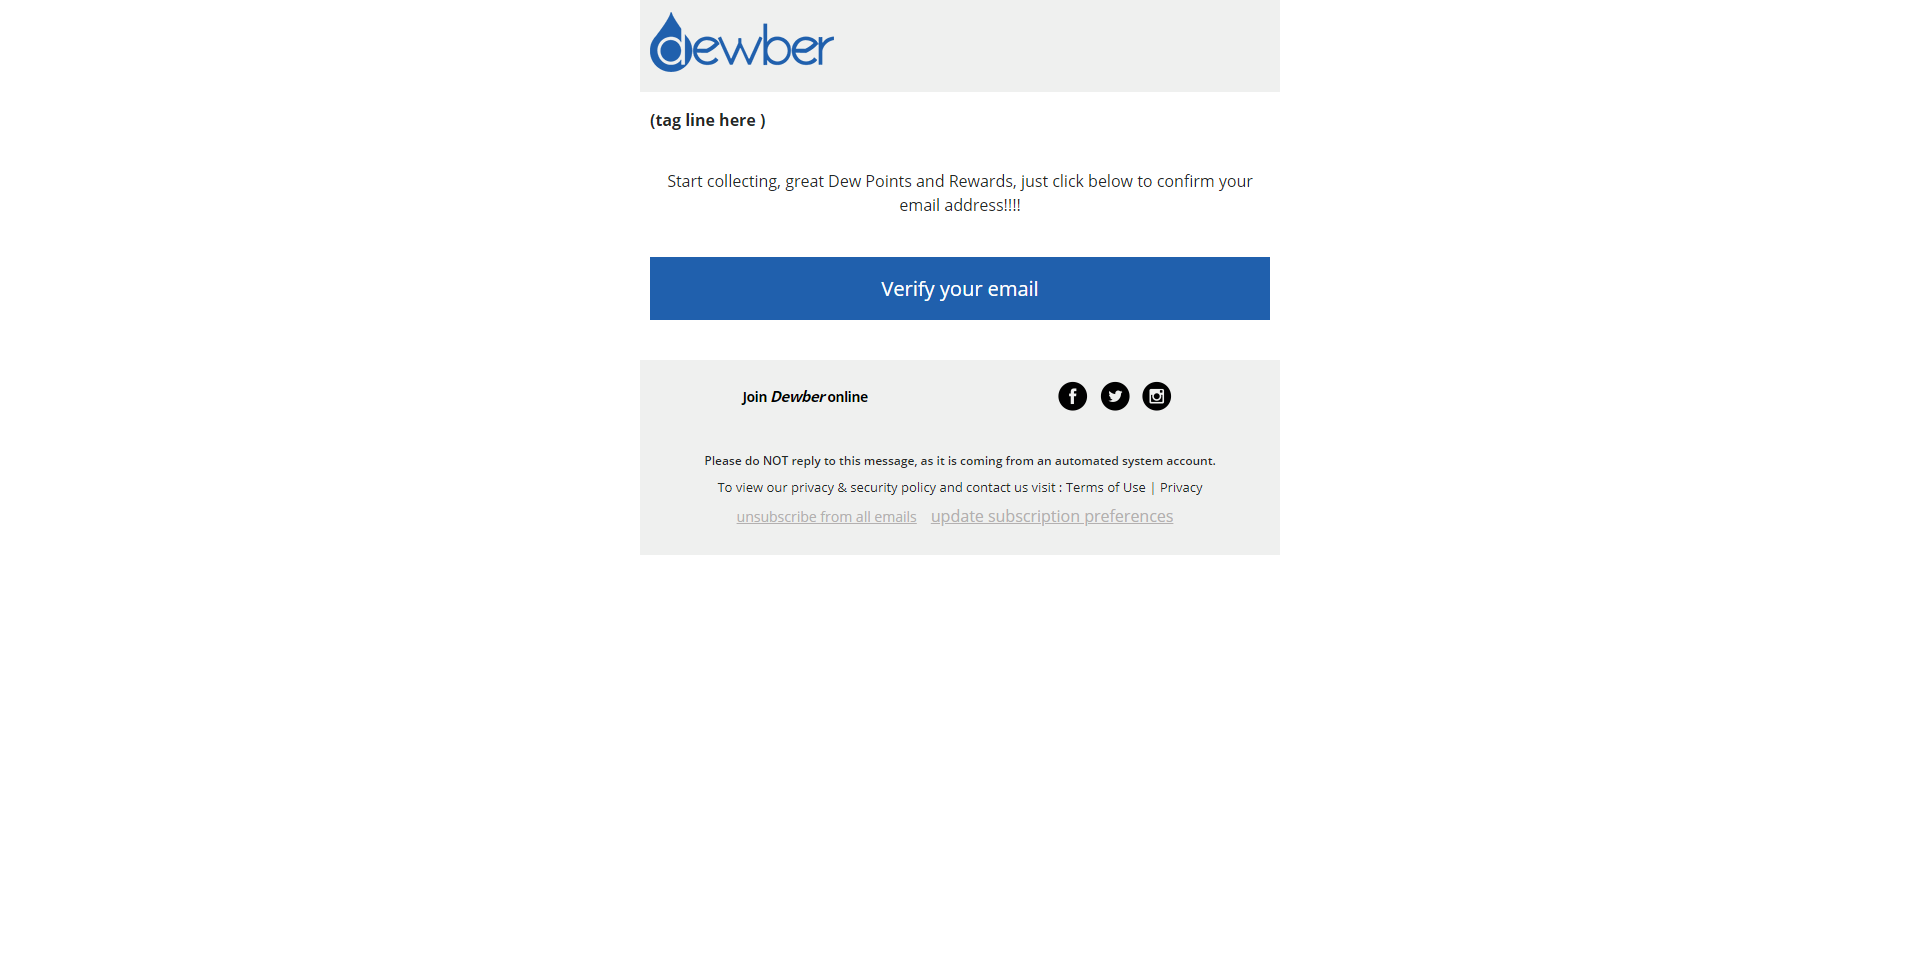 dewber
(tag line here )
Start collecting, great Dew Points and Rewards, just click below to confirm your
email address!!!!
Verify your email
Join Dewber online
Please do NOT reply to this message, as it is coming from an automated system account.
To view our privacy & security policy and contact us visit : Terms of Use | Privacy
unsubscribe from all emails update subscription preferences